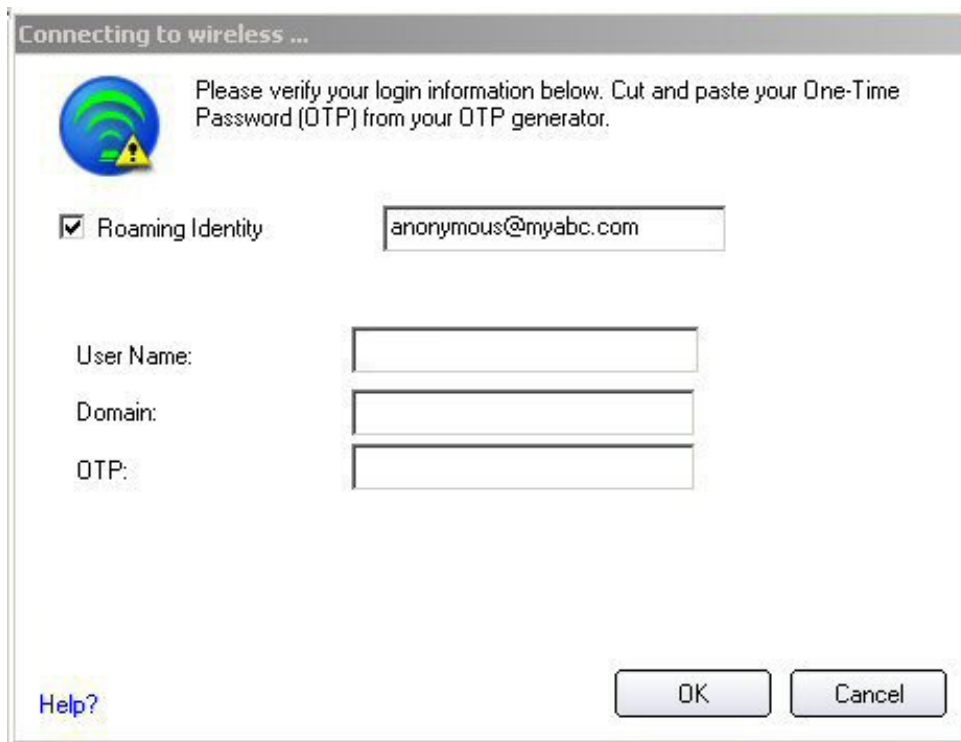 Connecting to wireless ...
Please verify your login information below. Cut and paste your One-Time
Password (OTP) from your OTP generator.
Roaming Identity
anonymous@myabc.com
User Name:
Domain:
OTP:
Help?
OK
Cancel